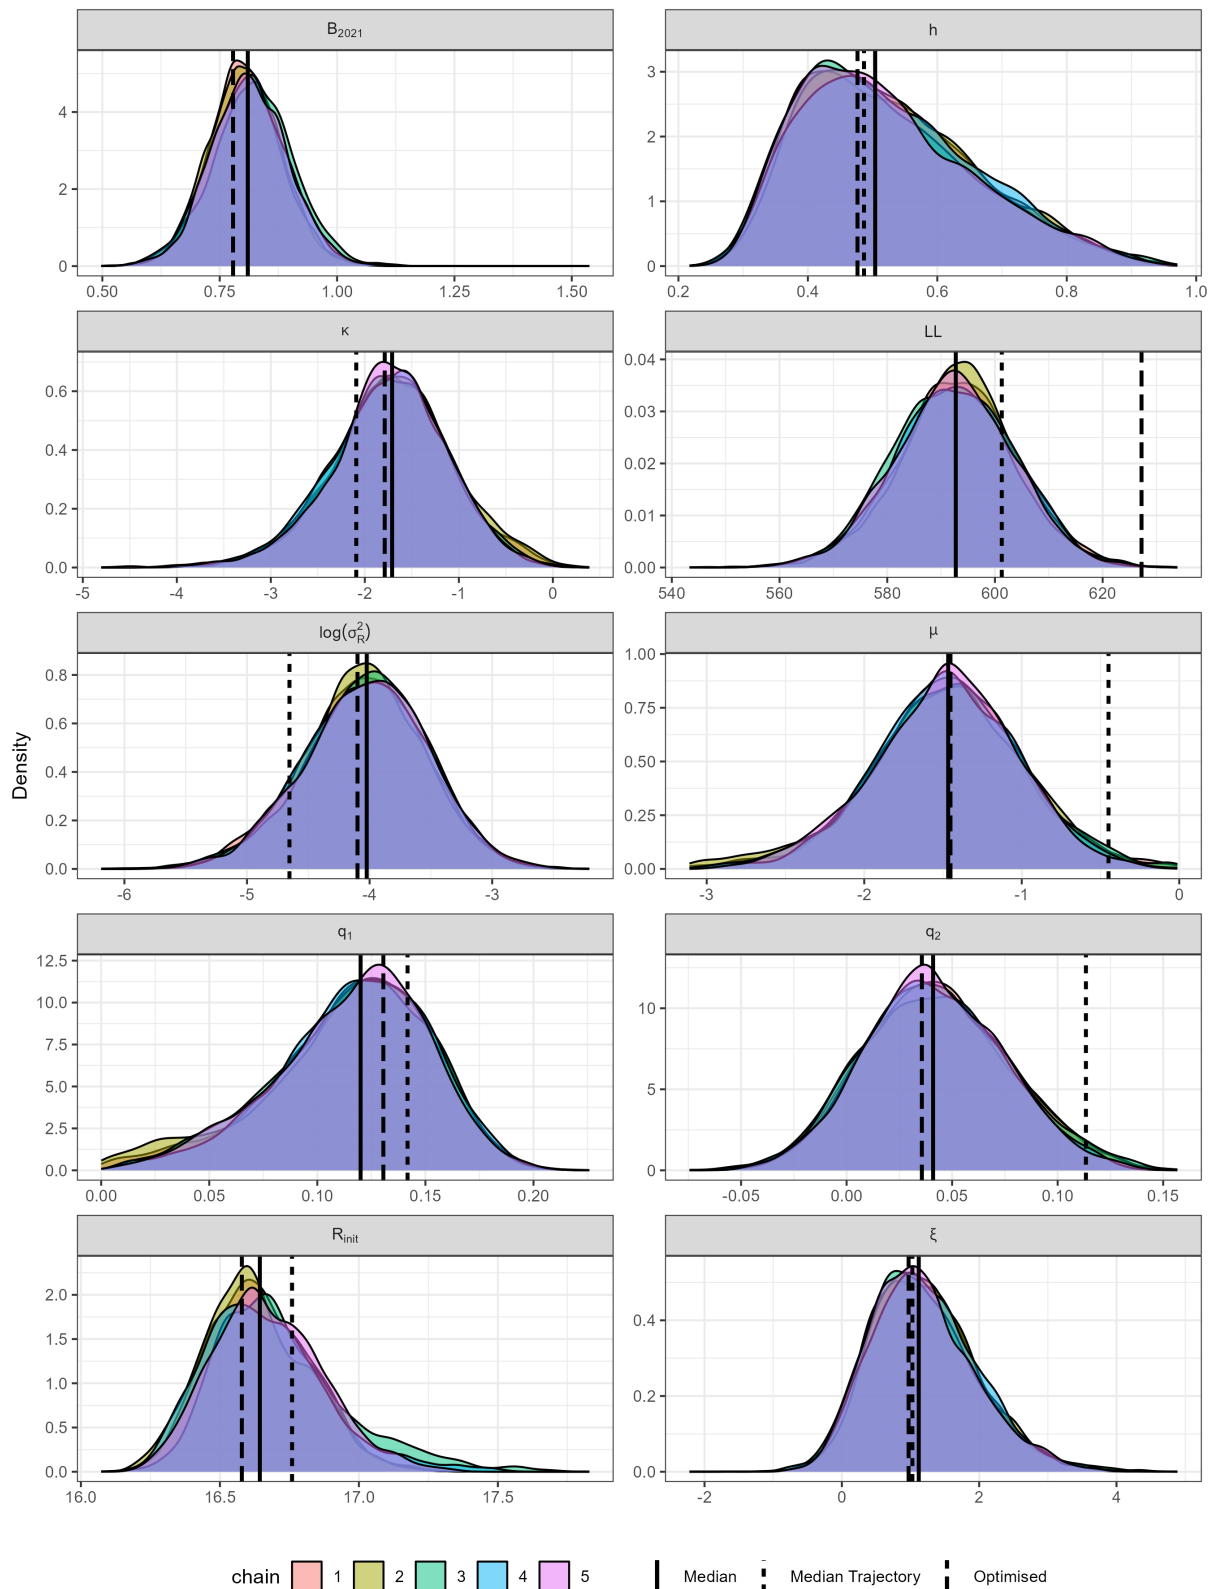 B2021
h
4
2
0
0.50 0.75 1.00 1.25 1.50
3
2
1
0
0.2 0.4 0.6 0.8 1.0
κ
LL
0.6
0.4
0.2
0.0
-5 -4 -3 -2 -1 0
0.04
0.03
0.02
0.01
0.00
540 560 580 600 620
log(σ²R)
μ
0.8
0.6
0.4
0.2
0.0
-6 -5 -4 -3
1.00
0.75
0.50
0.25
0.00
-3 -2 -1 0
Density
q1
q2
12.5
10.0
7.5
5.0
2.5
0.0
0.00 0.05 0.10 0.15 0.20
10
5
0
-0.05 0.00 0.05 0.10 0.15
Rinit
ξ
2.0
1.5
1.0
0.5
0.0
16.0 16.5 17.0 17.5
0.4
0.2
0.0
-2 0 2 4
chain 1 2 3 4 5 Median Median Trajectory Optimised